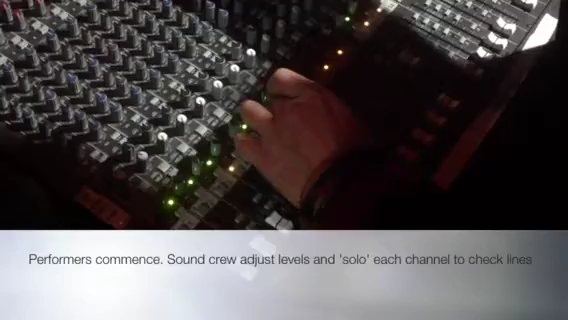 Performers commence. Sound crew adjust levels and 'solo' each channel to check lines